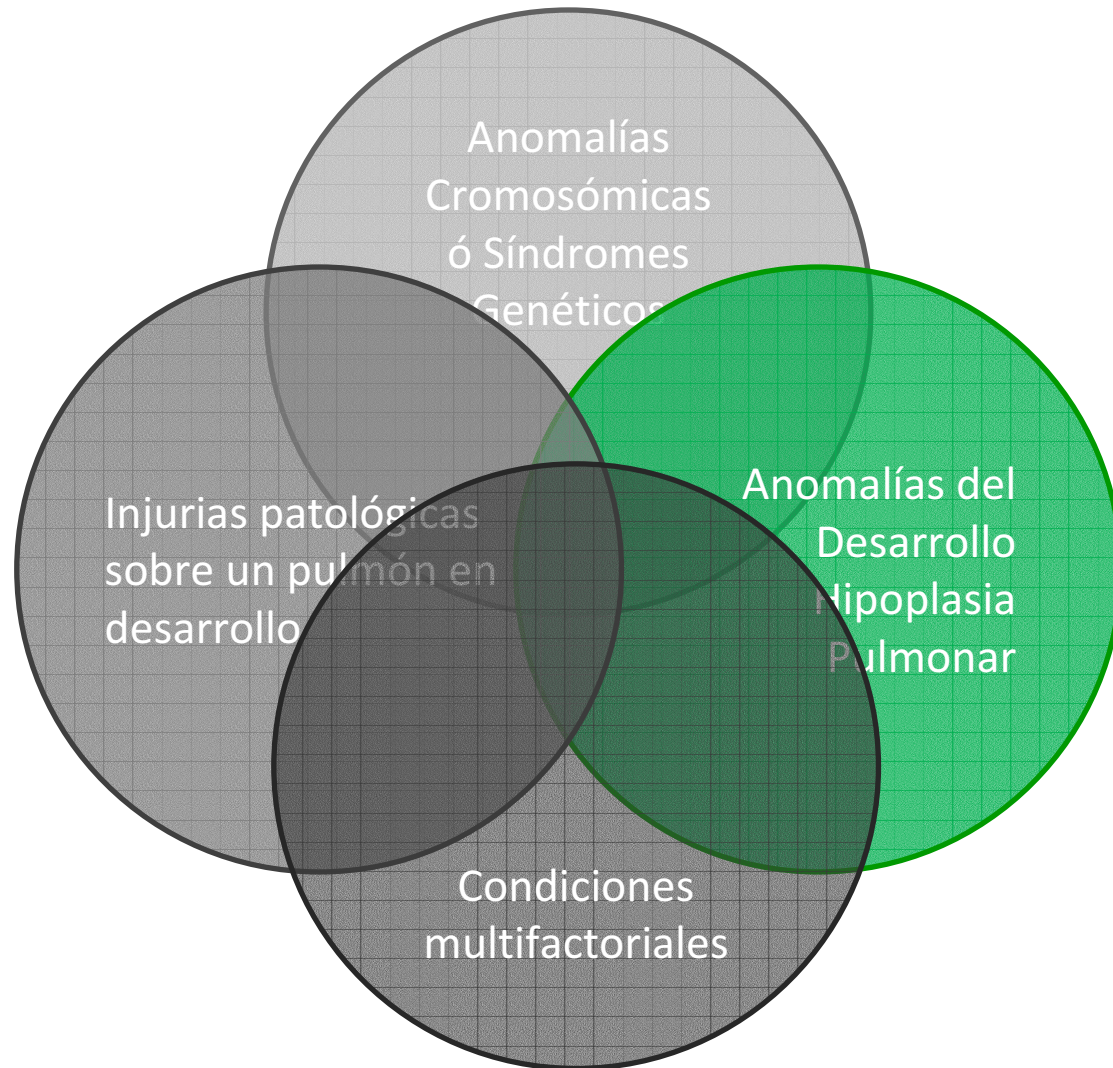 Anomalías
Cromosómicas
ó Síndromes
Genéticos
Injurias patológicas
sobre un pulmón en
desarrollo
Anomalías del
Desarrollo
Hipoplasia
Pulmonar
Condiciones
multifactoriales